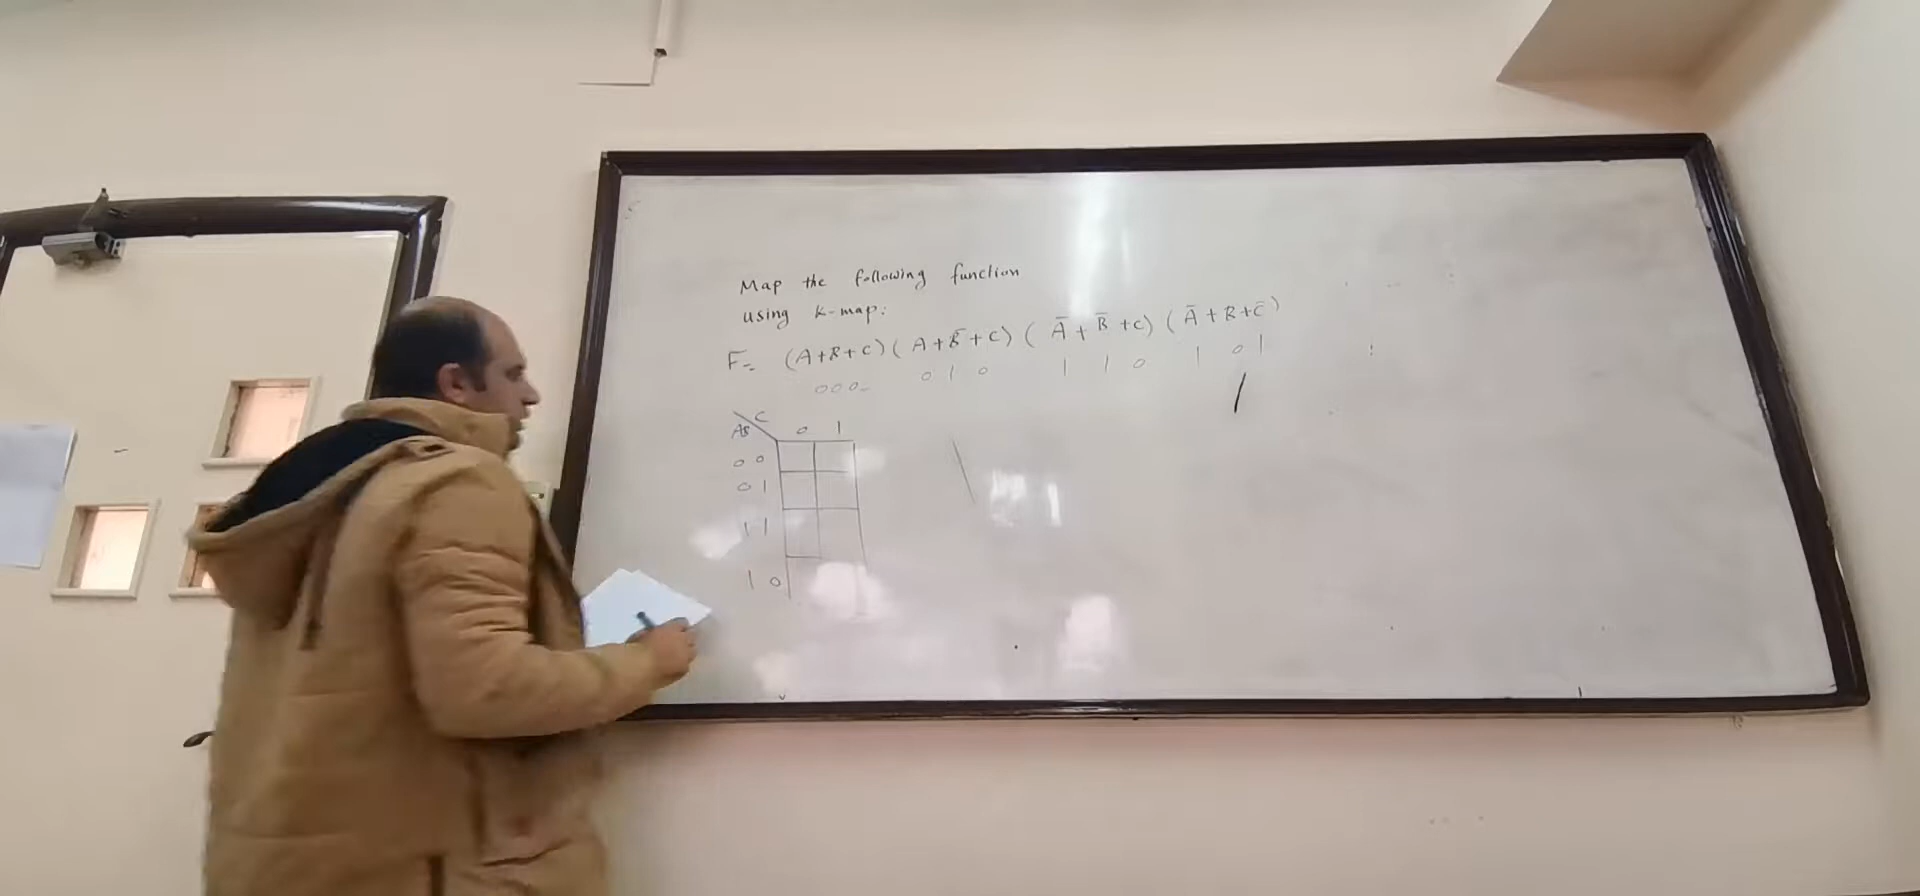 Map the following function
using k-map:
F= (A+B+C)(A+B̄+C)(Ā+B̄+C)(Ā+B+C̄)
000 010 110 101
C
AB 0 1
00
01
11
10